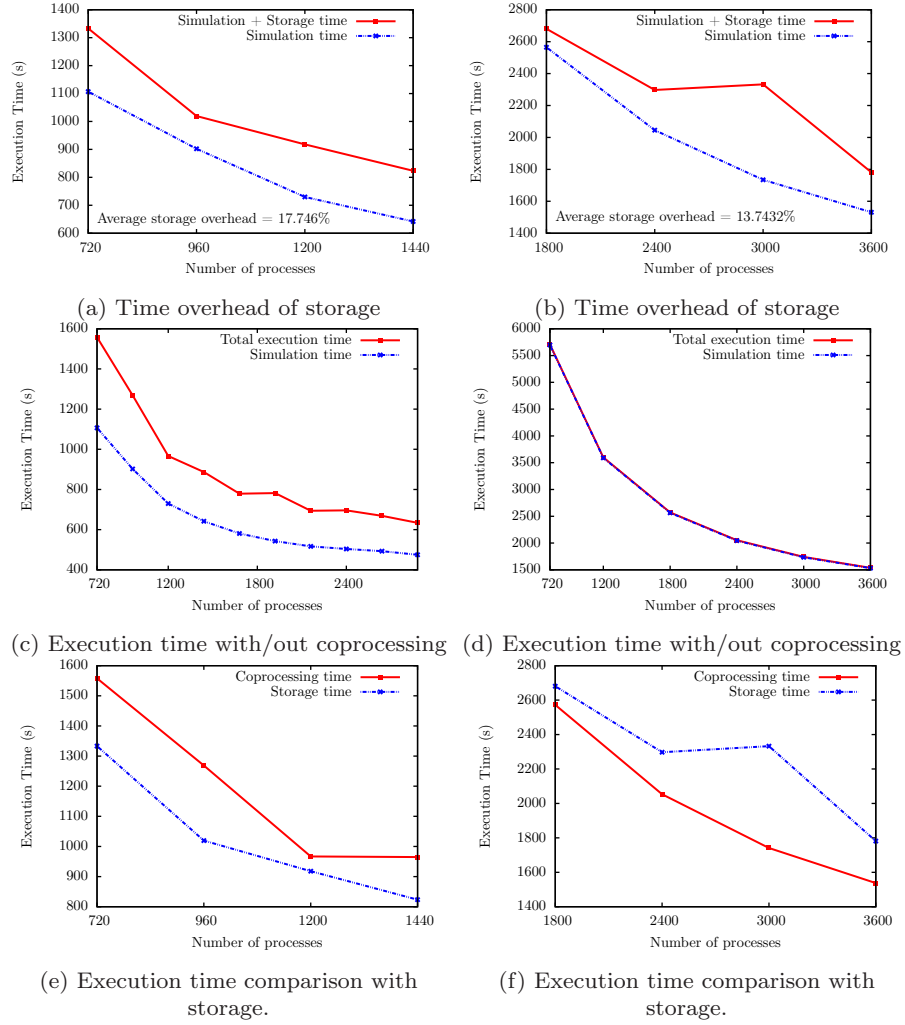 1400
1300
1200
1100
1000
900
800
700
600
720
960
1200
1440
Execution Time (s)
Number of processes
Simulation + Storage time
Simulation time
Average storage overhead = 17.746%
(a) Time overhead of storage
2800
2600
2400
2200
2000
1800
1600
1400
1800
2400
3000
3600
Execution Time (s)
Number of processes
Simulation + Storage time
Simulation time
Average storage overhead = 13.7432%
(b) Time overhead of storage
1600
1400
1200
1000
800
600
400
720
1200
1800
2400
Execution Time (s)
Number of processes
Total execution time
Simulation time
(c) Execution time with/out coprocessing
6000
5500
5000
4500
4000
3500
3000
2500
2000
1500
720
1200
1800
2400
3000
3600
Execution Time (s)
Number of processes
Total execution time
Simulation time
(d) Execution time with/out coprocessing
1600
1500
1400
1300
1200
1100
1000
900
800
720
960
1200
1440
Execution Time (s)
Number of processes
Coprocessing time
Storage time
(e) Execution time comparison with
storage.
2800
2600
2400
2200
2000
1800
1600
1400
1800
2400
3000
3600
Execution Time (s)
Number of processes
Coprocessing time
Storage time
(f) Execution time comparison with
storage.